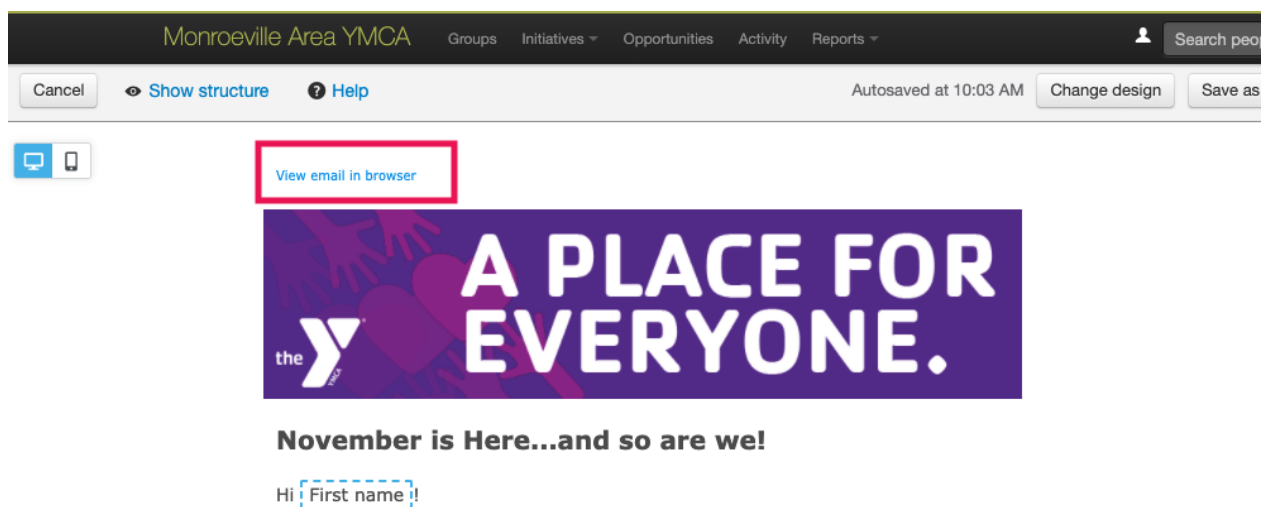 Monroeville Area YMCA Groups Initiatives Opportunities Activity Reports Search peo
Cancel Show structure ? Help Autosaved at 10:03 AM Change design Save as
View email in browser
A PLACE FOR
EVERYONE.
the Y
YMCA
November is Here...and so are we!
Hi First name !